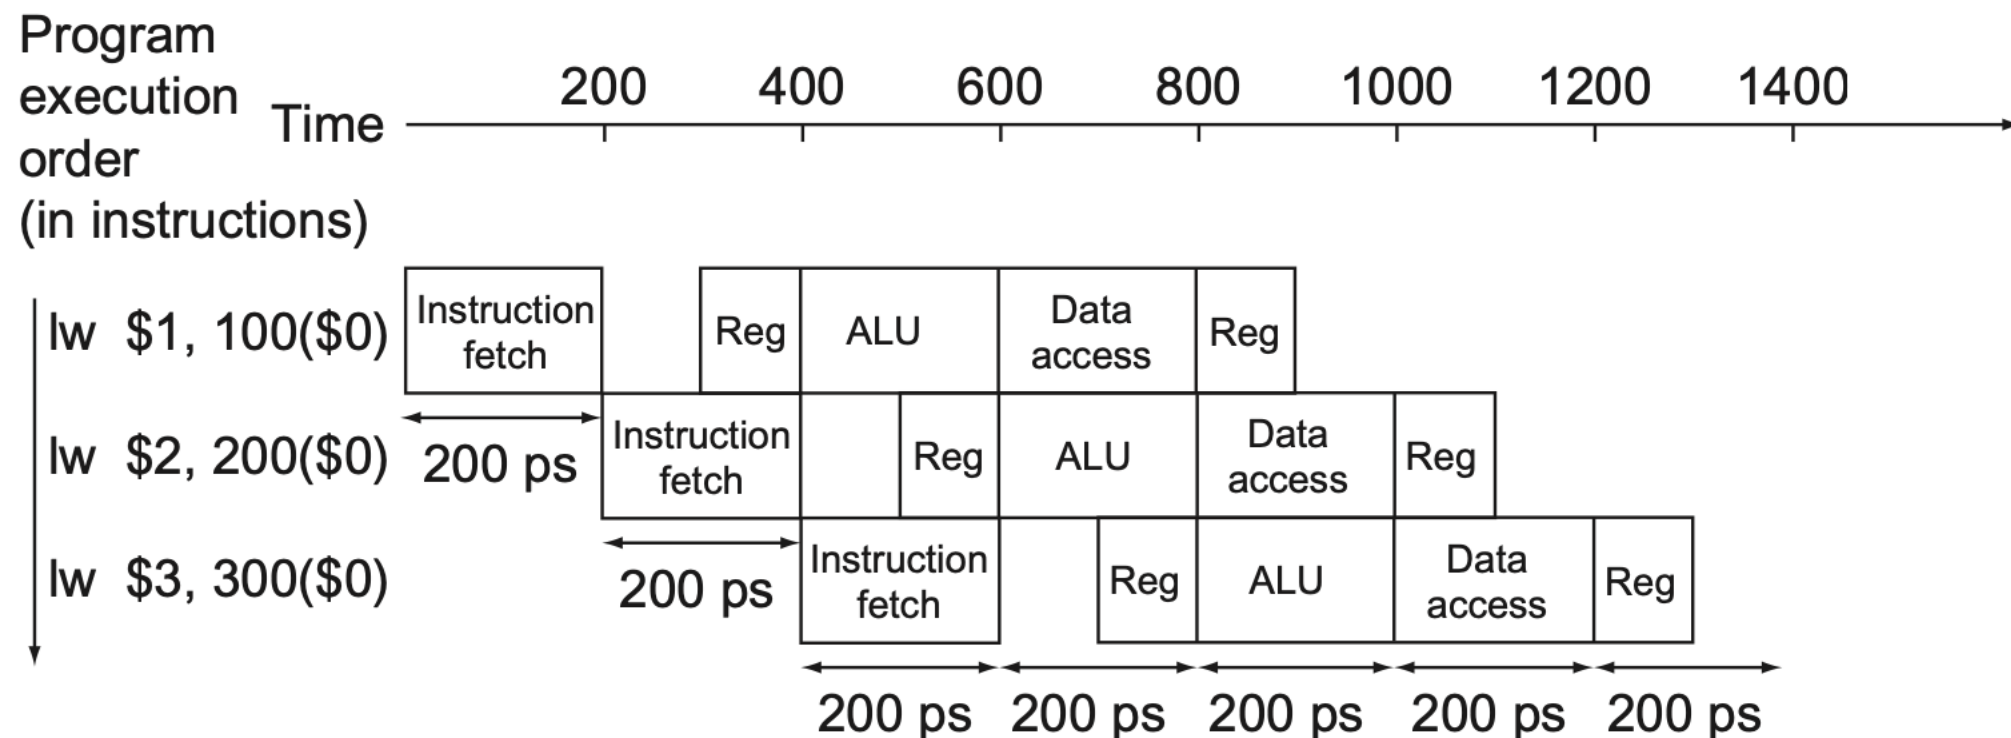 Program
execution
order
(in instructions)
Time
200 400 600 800 1000 1200 1400
lw $1, 100($0)
Instruction
fetch
Reg
ALU
Data
access
Reg
200 ps
lw $2, 200($0)
Instruction
fetch
Reg
ALU
Data
access
Reg
200 ps
lw $3, 300($0)
Instruction
fetch
Reg
ALU
Data
access
Reg
200 ps 200 ps 200 ps 200 ps 200 ps